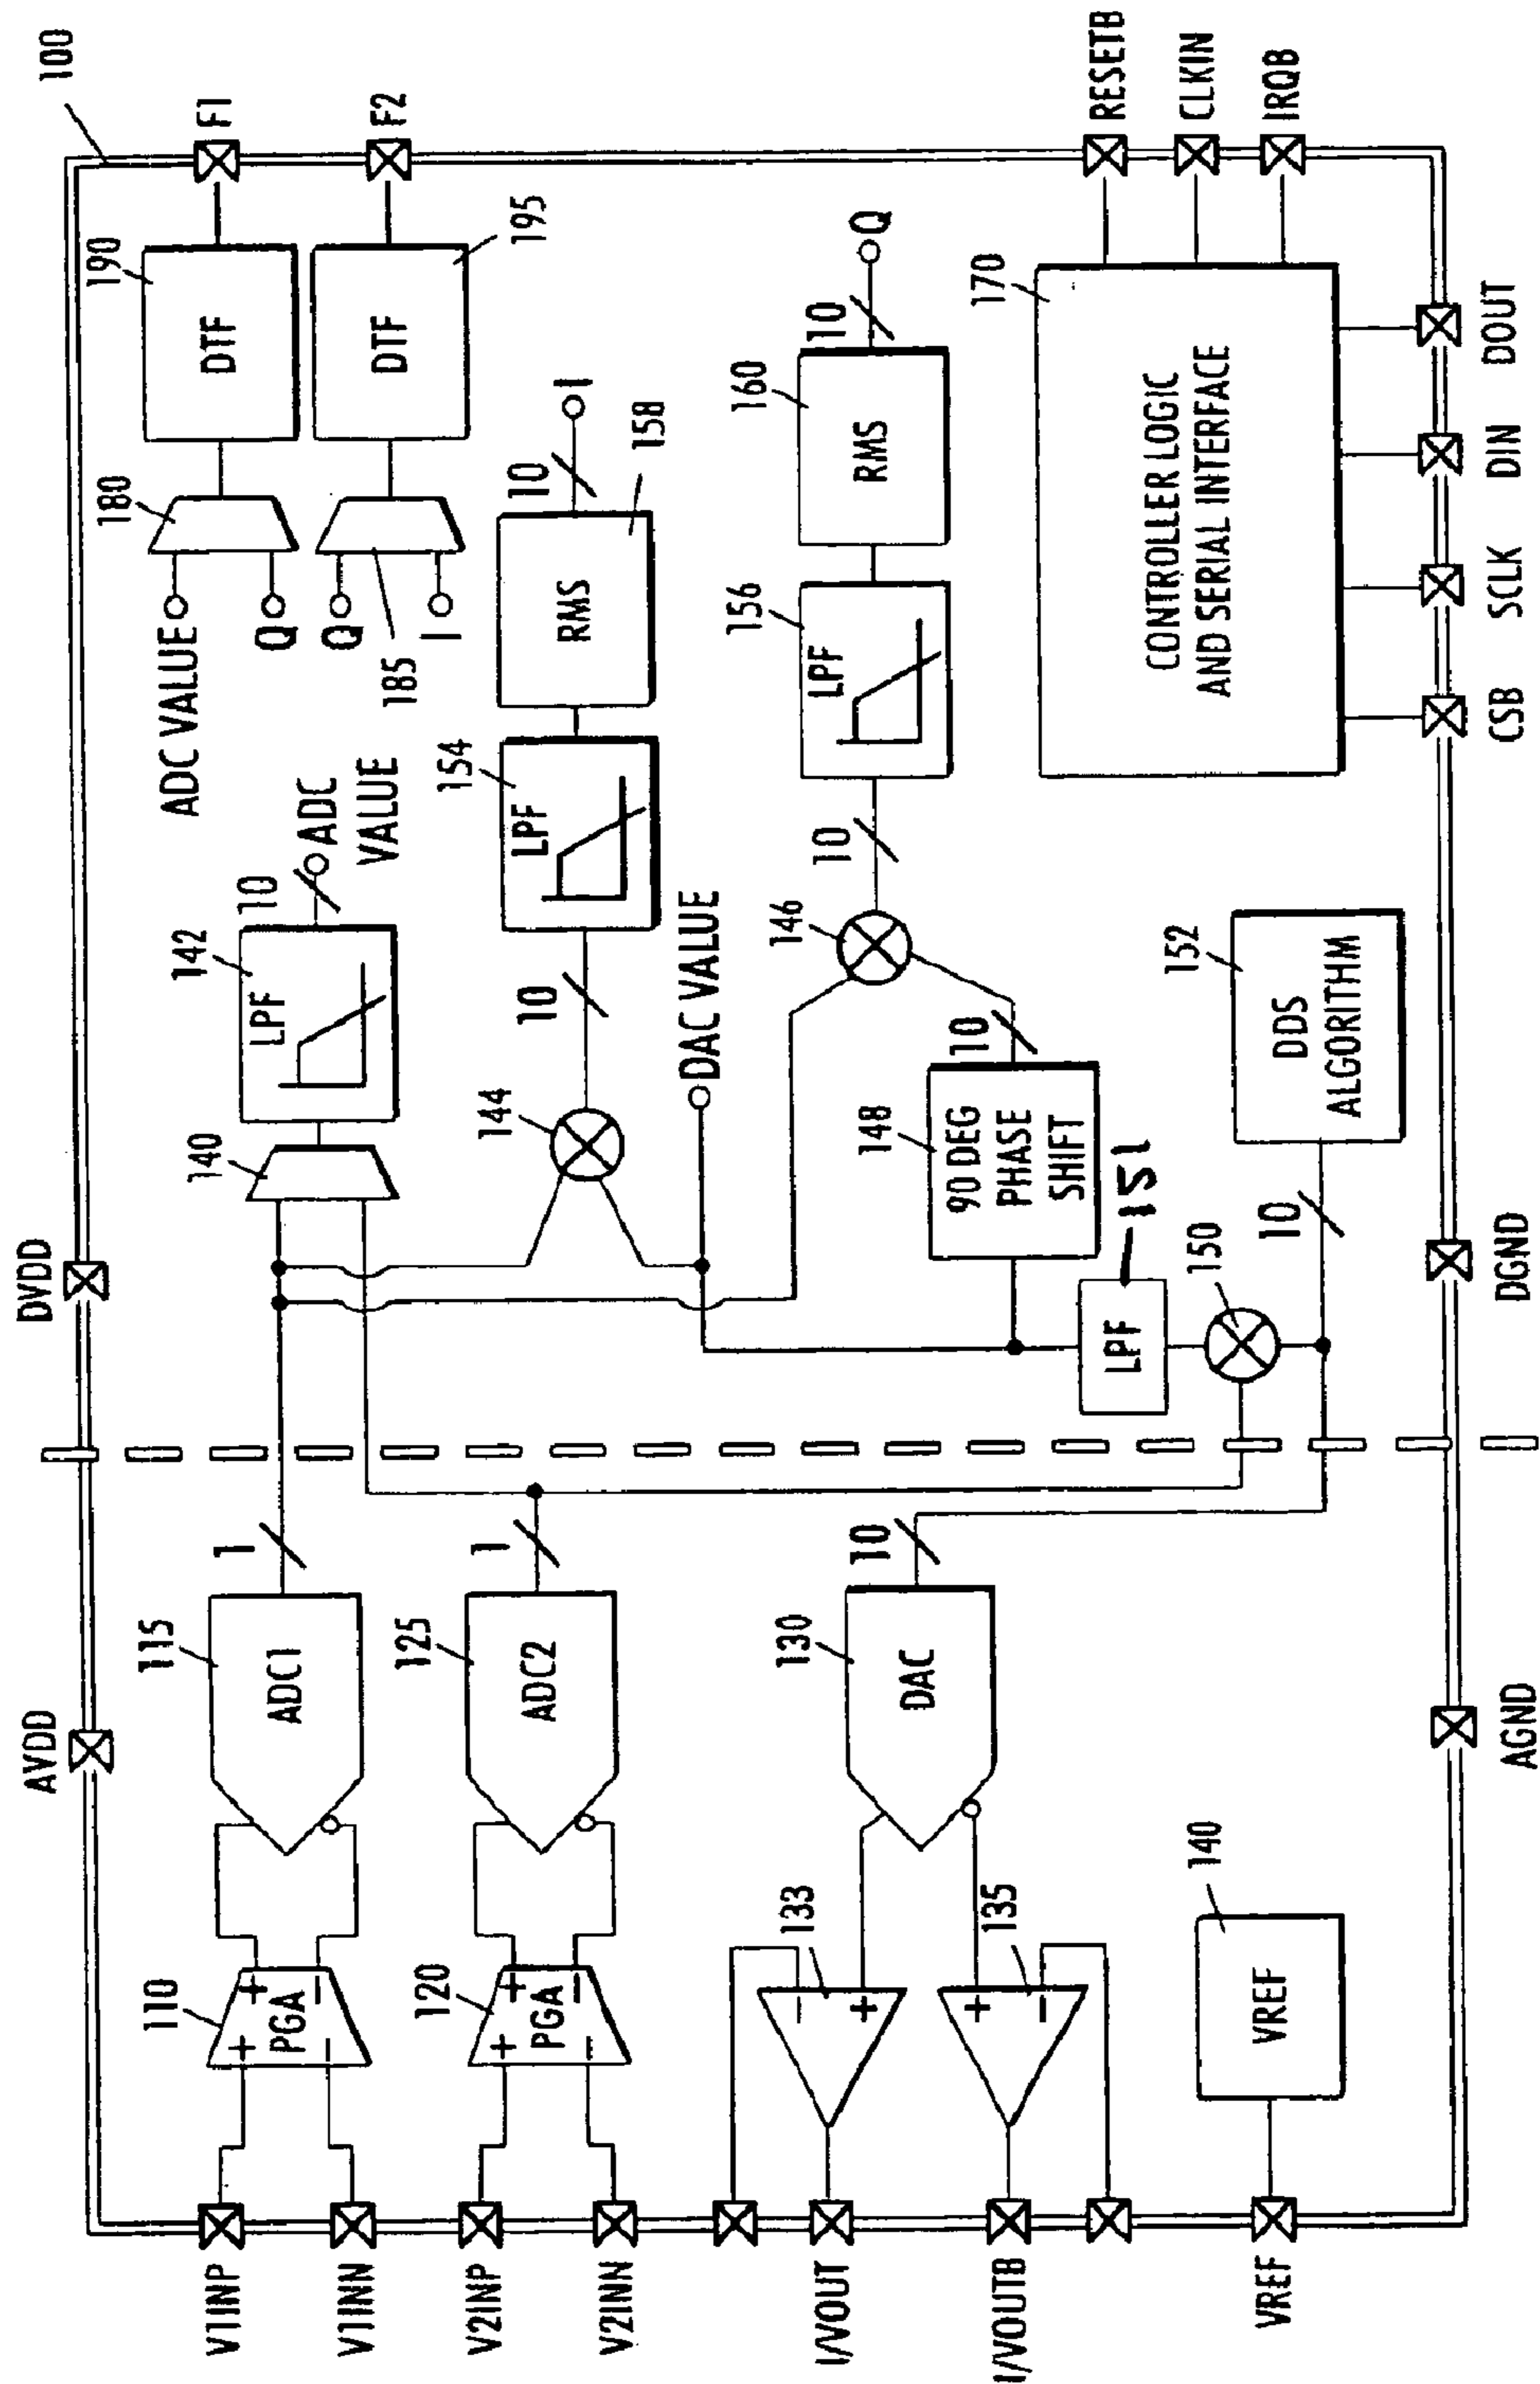 100
AVDD
DVDD
V1INP
V1INN
110
+
+
PGA
-
-
115
ADC1
1
140
142
LPF
10
ADC
VALUE
ADC VALUE
Q
180
190
DTF
F1
Q
I
185
195
DTF
F2
V2INP
V2INN
120
+
+
PGA
-
-
125
ADC2
1
144
10
154
LPF
158
RMS
10
I
DAC VALUE
I/VOUT
133
-
+
I/VOUTB
135
+
-
130
DAC
10
146
10
156
LPF
160
RMS
10
Q
148
90 DEG
PHASE
SHIFT
10
151
LPF
150
152
DDS
ALGORITHM
10
170
CONTROLLER LOGIC
AND SERIAL INTERFACE
RESETB
CLKIN
IRQB
140
VREF
VREF
AGND
DGND
CSB
SCLK
DIN
DOUT